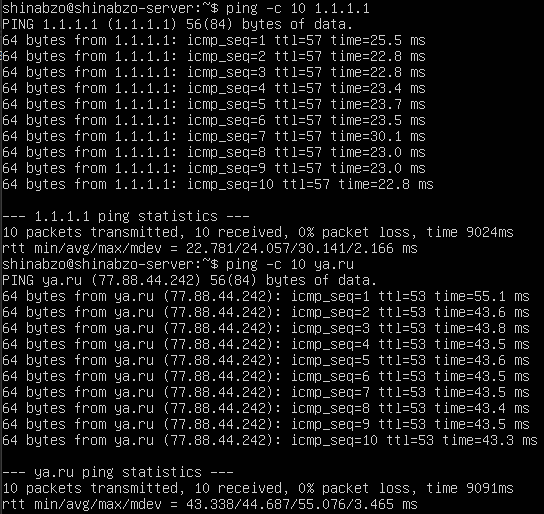 shinabzo@shinabzo-server:~$ ping -c 10 1.1.1.1
PING 1.1.1.1 (1.1.1.1) 56(84) bytes of data.
64 bytes from 1.1.1.1: icmp_seq=1 ttl=57 time=25.5 ms
64 bytes from 1.1.1.1: icmp_seq=2 ttl=57 time=22.8 ms
64 bytes from 1.1.1.1: icmp_seq=3 ttl=57 time=22.8 ms
64 bytes from 1.1.1.1: icmp_seq=4 ttl=57 time=23.4 ms
64 bytes from 1.1.1.1: icmp_seq=5 ttl=57 time=23.7 ms
64 bytes from 1.1.1.1: icmp_seq=6 ttl=57 time=23.5 ms
64 bytes from 1.1.1.1: icmp_seq=7 ttl=57 time=30.1 ms
64 bytes from 1.1.1.1: icmp_seq=8 ttl=57 time=23.0 ms
64 bytes from 1.1.1.1: icmp_seq=9 ttl=57 time=23.0 ms
64 bytes from 1.1.1.1: icmp_seq=10 ttl=57 time=22.8 ms
--- 1.1.1.1 ping statistics ---
10 packets transmitted, 10 received, 0% packet loss, time 9024ms
rtt min/avg/max/mdev = 22.781/24.057/30.141/2.166 ms
shinabzo@shinabzo-server:~$ ping -c 10 ya.ru
PING ya.ru (77.88.44.242) 56(84) bytes of data.
64 bytes from ya.ru (77.88.44.242): icmp_seq=1 ttl=53 time=55.1 ms
64 bytes from ya.ru (77.88.44.242): icmp_seq=2 ttl=53 time=43.6 ms
64 bytes from ya.ru (77.88.44.242): icmp_seq=3 ttl=53 time=43.8 ms
64 bytes from ya.ru (77.88.44.242): icmp_seq=4 ttl=53 time=43.5 ms
64 bytes from ya.ru (77.88.44.242): icmp_seq=5 ttl=53 time=43.6 ms
64 bytes from ya.ru (77.88.44.242): icmp_seq=6 ttl=53 time=43.5 ms
64 bytes from ya.ru (77.88.44.242): icmp_seq=7 ttl=53 time=43.5 ms
64 bytes from ya.ru (77.88.44.242): icmp_seq=8 ttl=53 time=43.4 ms
64 bytes from ya.ru (77.88.44.242): icmp_seq=9 ttl=53 time=43.5 ms
64 bytes from ya.ru (77.88.44.242): icmp_seq=10 ttl=53 time=43.3 ms
--- ya.ru ping statistics ---
10 packets transmitted, 10 received, 0% packet loss, time 9091ms
rtt min/avg/max/mdev = 43.338/44.687/55.076/3.465 ms